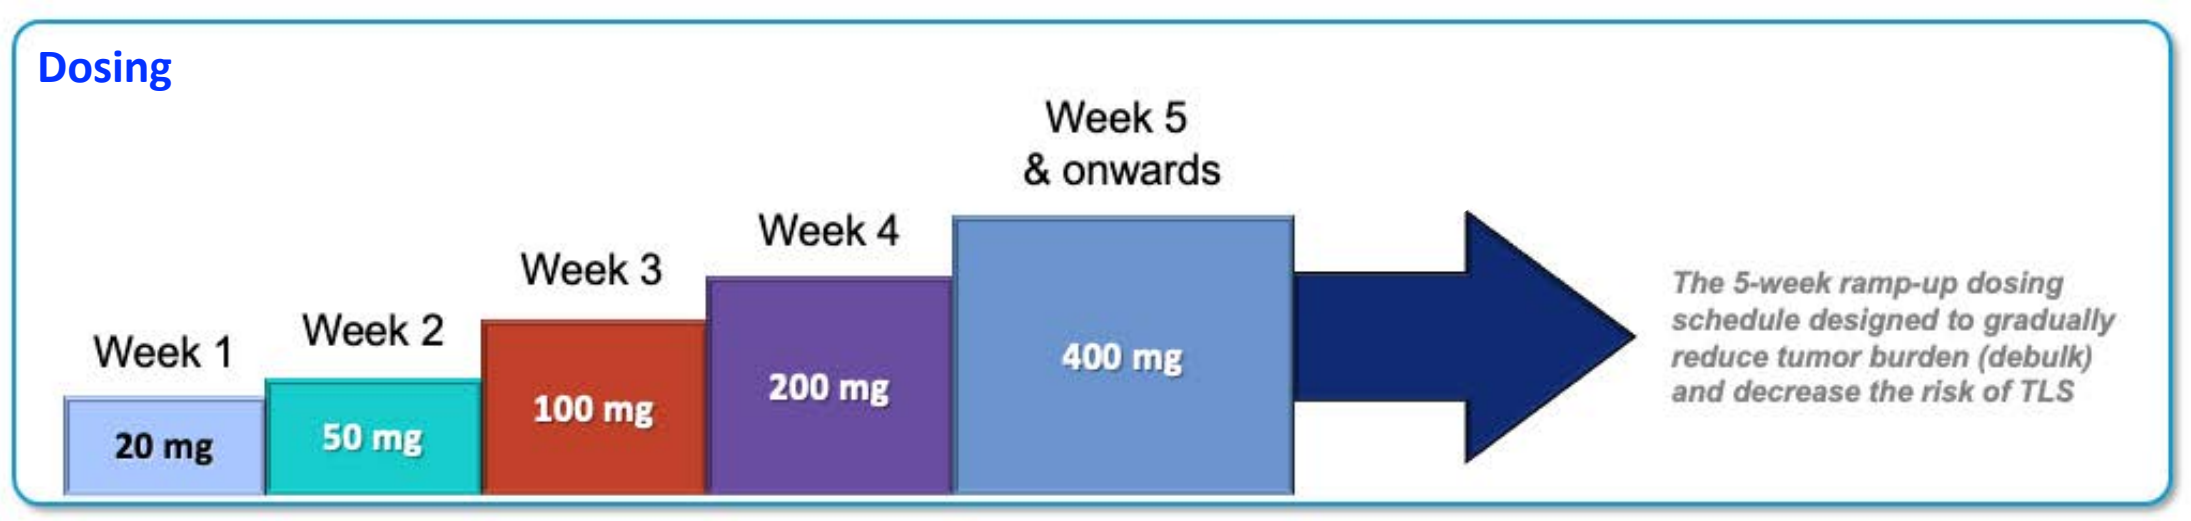 Dosing
Week 1
20 mg
Week 2
50 mg
Week 3
100 mg
Week 4
200 mg
Week 5
& onwards
400 mg
The 5-week ramp-up dosing
schedule designed to gradually
reduce tumor burden (debulk)
and decrease the risk of TLS